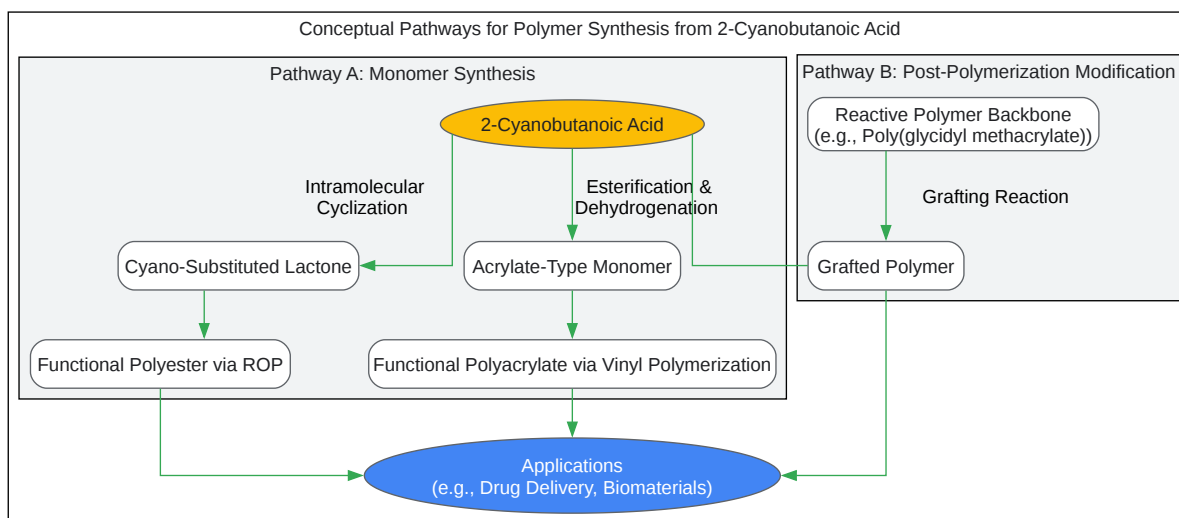 Conceptual Pathways for Polymer Synthesis from 2-Cyanobutanoic Acid
Pathway A: Monomer Synthesis
Pathway B: Post-Polymerization Modification
2-Cyanobutanoic Acid
Reactive Polymer Backbone
(e.g., Poly(glycidyl methacrylate))
Intramolecular
Cyclization
Esterification &
Dehydrogenation
Grafting Reaction
Cyano-Substituted Lactone
Acrylate-Type Monomer
Grafted Polymer
Functional Polyester via ROP
Functional Polyacrylate via Vinyl Polymerization
Applications
(e.g., Drug Delivery, Biomaterials)